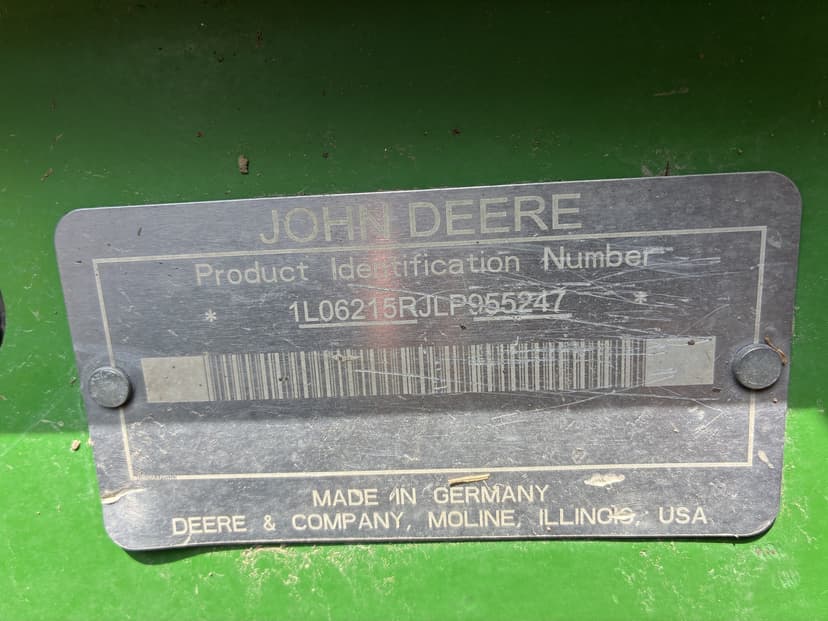 JOHN DEERE
Product Identification Number
* 1L06215RJLP955247 *
MADE IN GERMANY
DEERE & COMPANY, MOLINE, ILLINOIS, USA